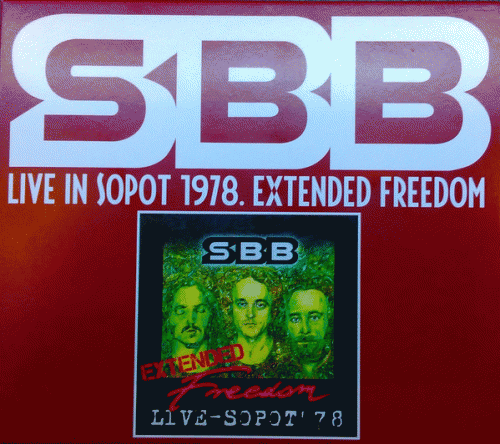 SBB
LIVE IN SOPOT 1978. EXTENDED FREEDOM
SBB
EXTENDED
Freedom
LIVE-SOPOT'78